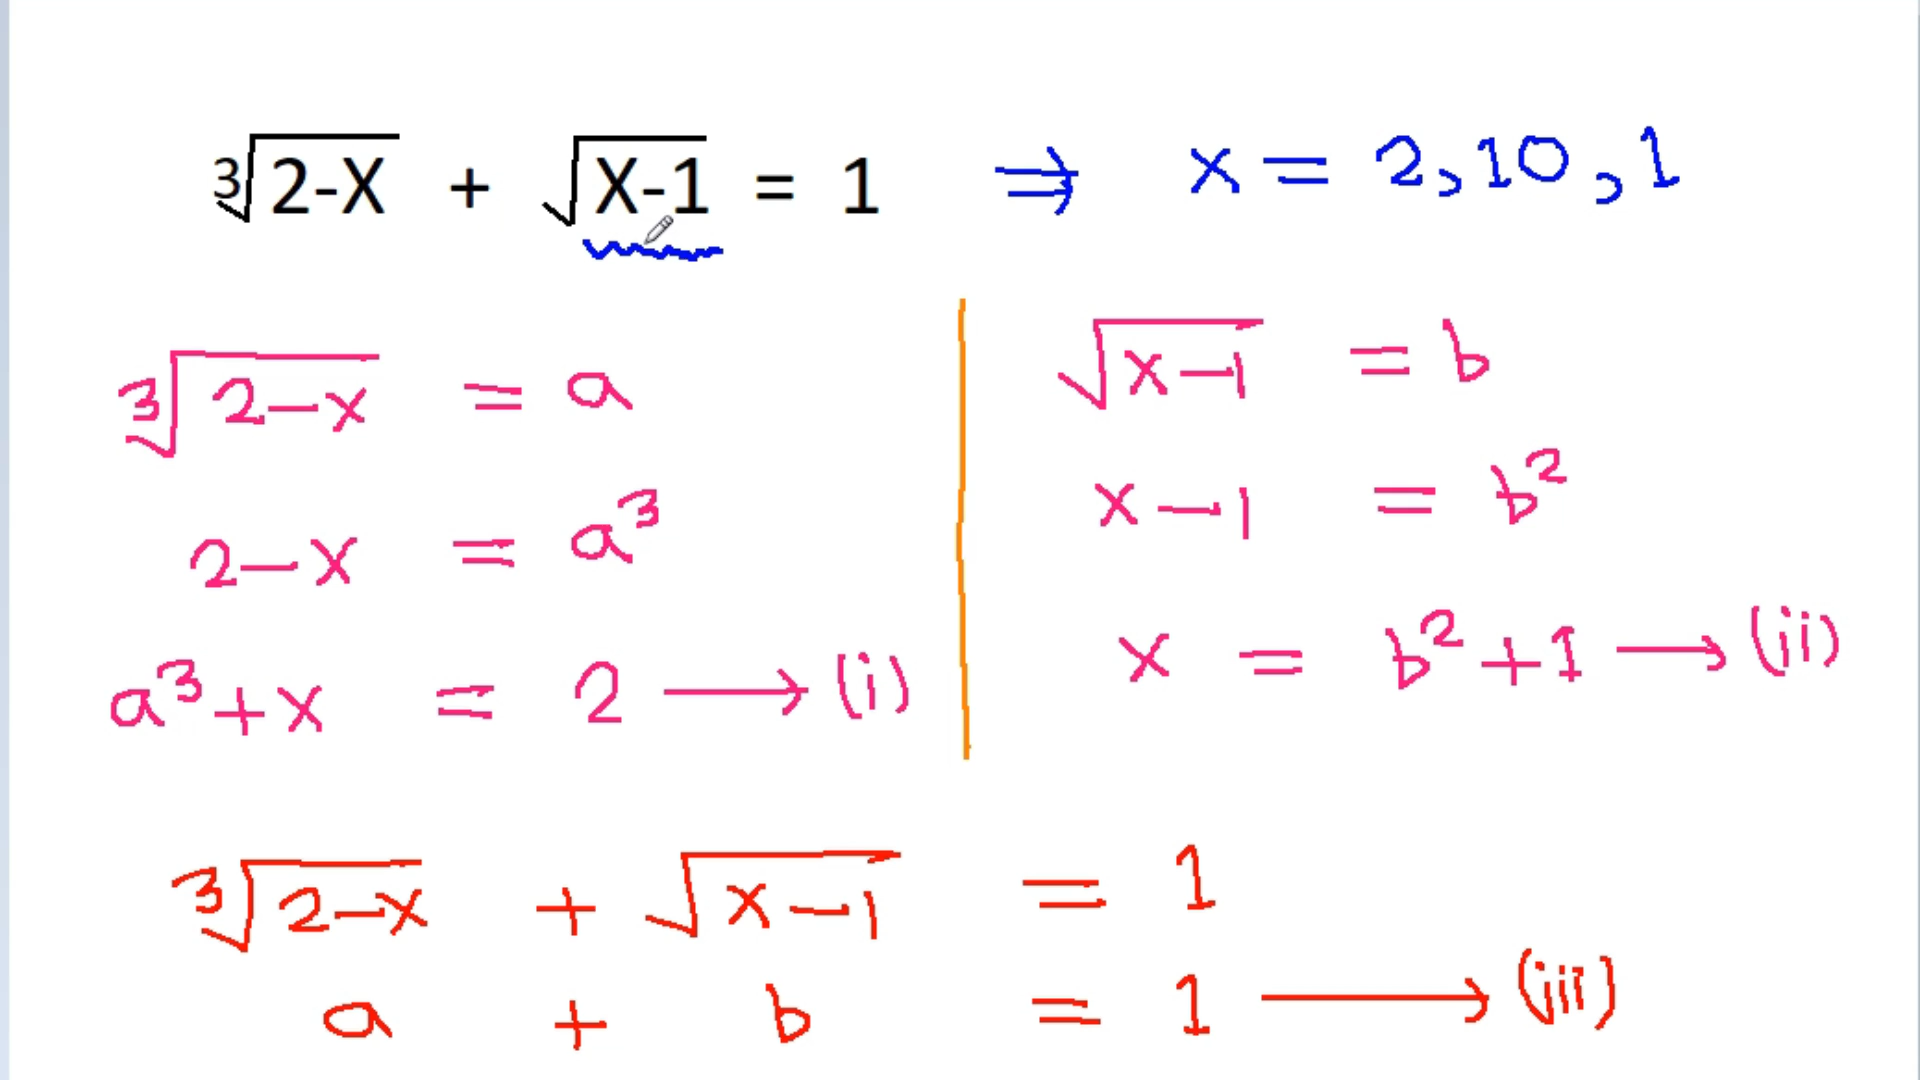 ∛(2-X) + √(X-1) = 1 ⇒ x = 2, 10, 1
∛(2-x) = a
2-x = a³
a³+x = 2 → (i)
√(x-1) = b
x-1 = b²
x = b²+1 → (ii)
∛(2-x) + √(x-1) = 1
a + b = 1 → (iii)